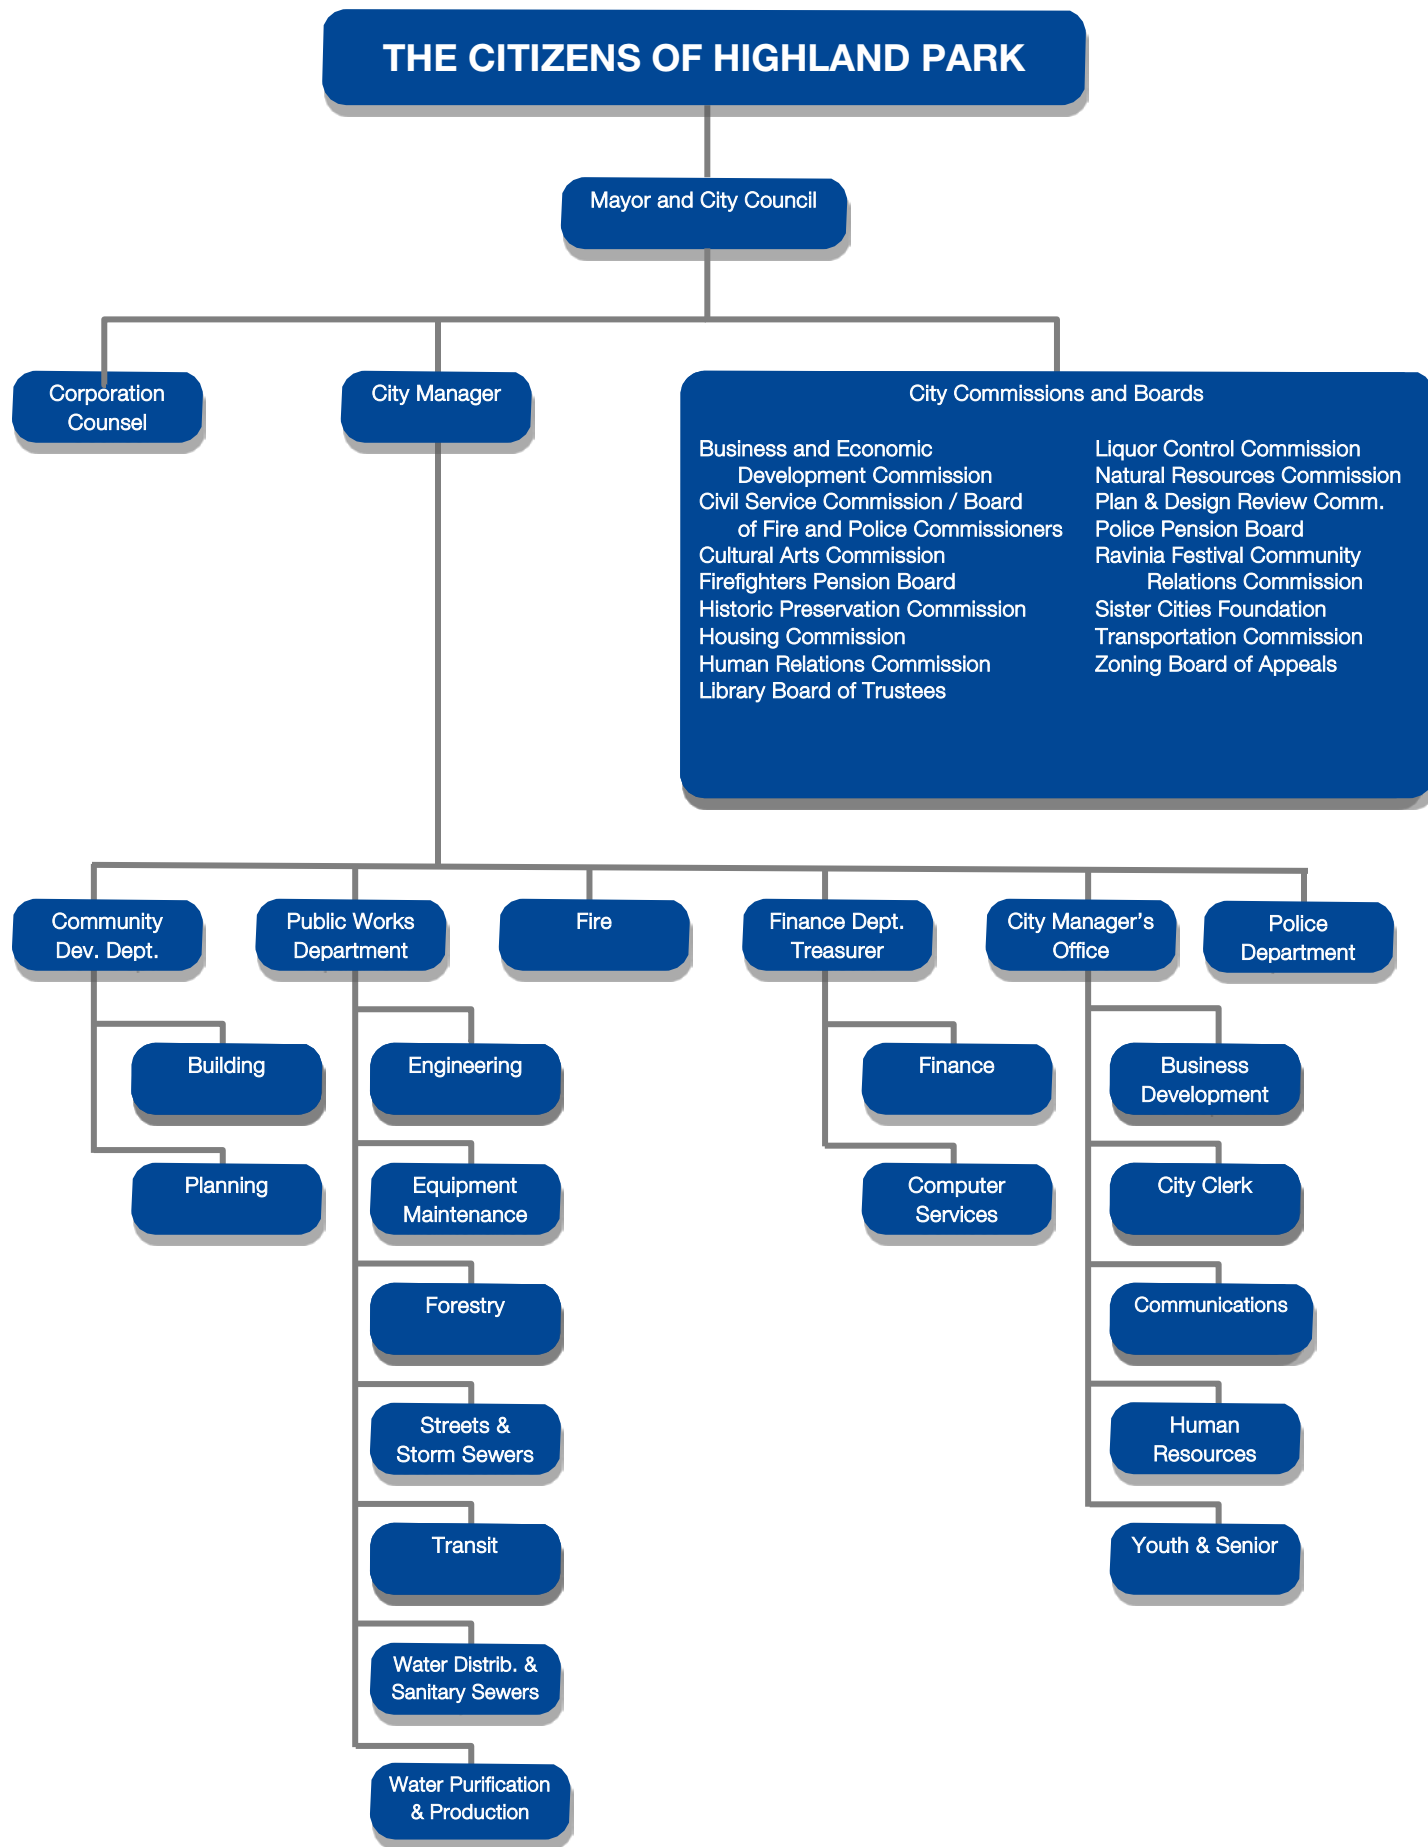 THE CITIZENS OF HIGHLAND PARK
Mayor and City Council
Corporation
Counsel
City Manager
City Commissions and Boards
Business and Economic
Development Commission
Civil Service Commission / Board
of Fire and Police Commissioners
Cultural Arts Commission
Firefighters Pension Board
Historic Preservation Commission
Housing Commission
Human Relations Commission
Library Board of Trustees
Liquor Control Commission
Natural Resources Commission
Plan & Design Review Comm.
Police Pension Board
Ravinia Festival Community
Relations Commission
Sister Cities Foundation
Transportation Commission
Zoning Board of Appeals
Community
Dev. Dept.
Public Works
Department
Fire
Finance Dept.
Treasurer
City Manager’s
Office
Police
Department
Building
Planning
Engineering
Equipment
Maintenance
Forestry
Streets &
Storm Sewers
Transit
Water Distrib. &
Sanitary Sewers
Water Purification
& Production
Finance
Computer
Services
Business
Development
City Clerk
Communications
Human
Resources
Youth & Senior